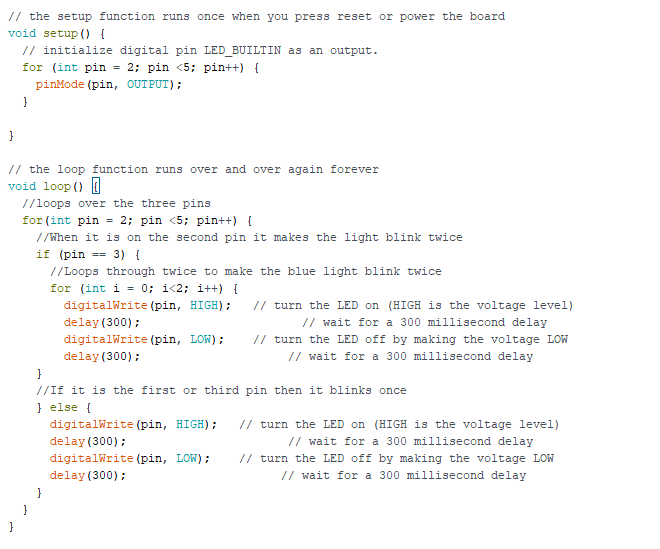 // the setup function runs once when you press reset or power the board
void setup() {
  // initialize digital pin LED_BUILTIN as an output.
  for (int pin = 2; pin <5; pin++) {
    pinMode(pin, OUTPUT);
  }

}

// the loop function runs over and over again forever
void loop() {
  //loops over the three pins
  for(int pin = 2; pin <5; pin++) {
    //When it is on the second pin it makes the light blink twice
    if (pin == 3) {
      //Loops through twice to make the blue light blink twice
      for (int i = 0; i<2; i++) {
        digitalWrite(pin, HIGH);   // turn the LED on (HIGH is the voltage level)
        delay(300);                       // wait for a 300 millisecond delay
        digitalWrite(pin, LOW);    // turn the LED off by making the voltage LOW
        delay(300);                     // wait for a 300 millisecond delay
    }
    //If it is the first or third pin then it blinks once
    } else {
      digitalWrite(pin, HIGH);   // turn the LED on (HIGH is the voltage level)
      delay(300);                       // wait for a 300 millisecond delay
      digitalWrite(pin, LOW);    // turn the LED off by making the voltage LOW
      delay(300);                      // wait for a 300 millisecond delay
    }
  }
}